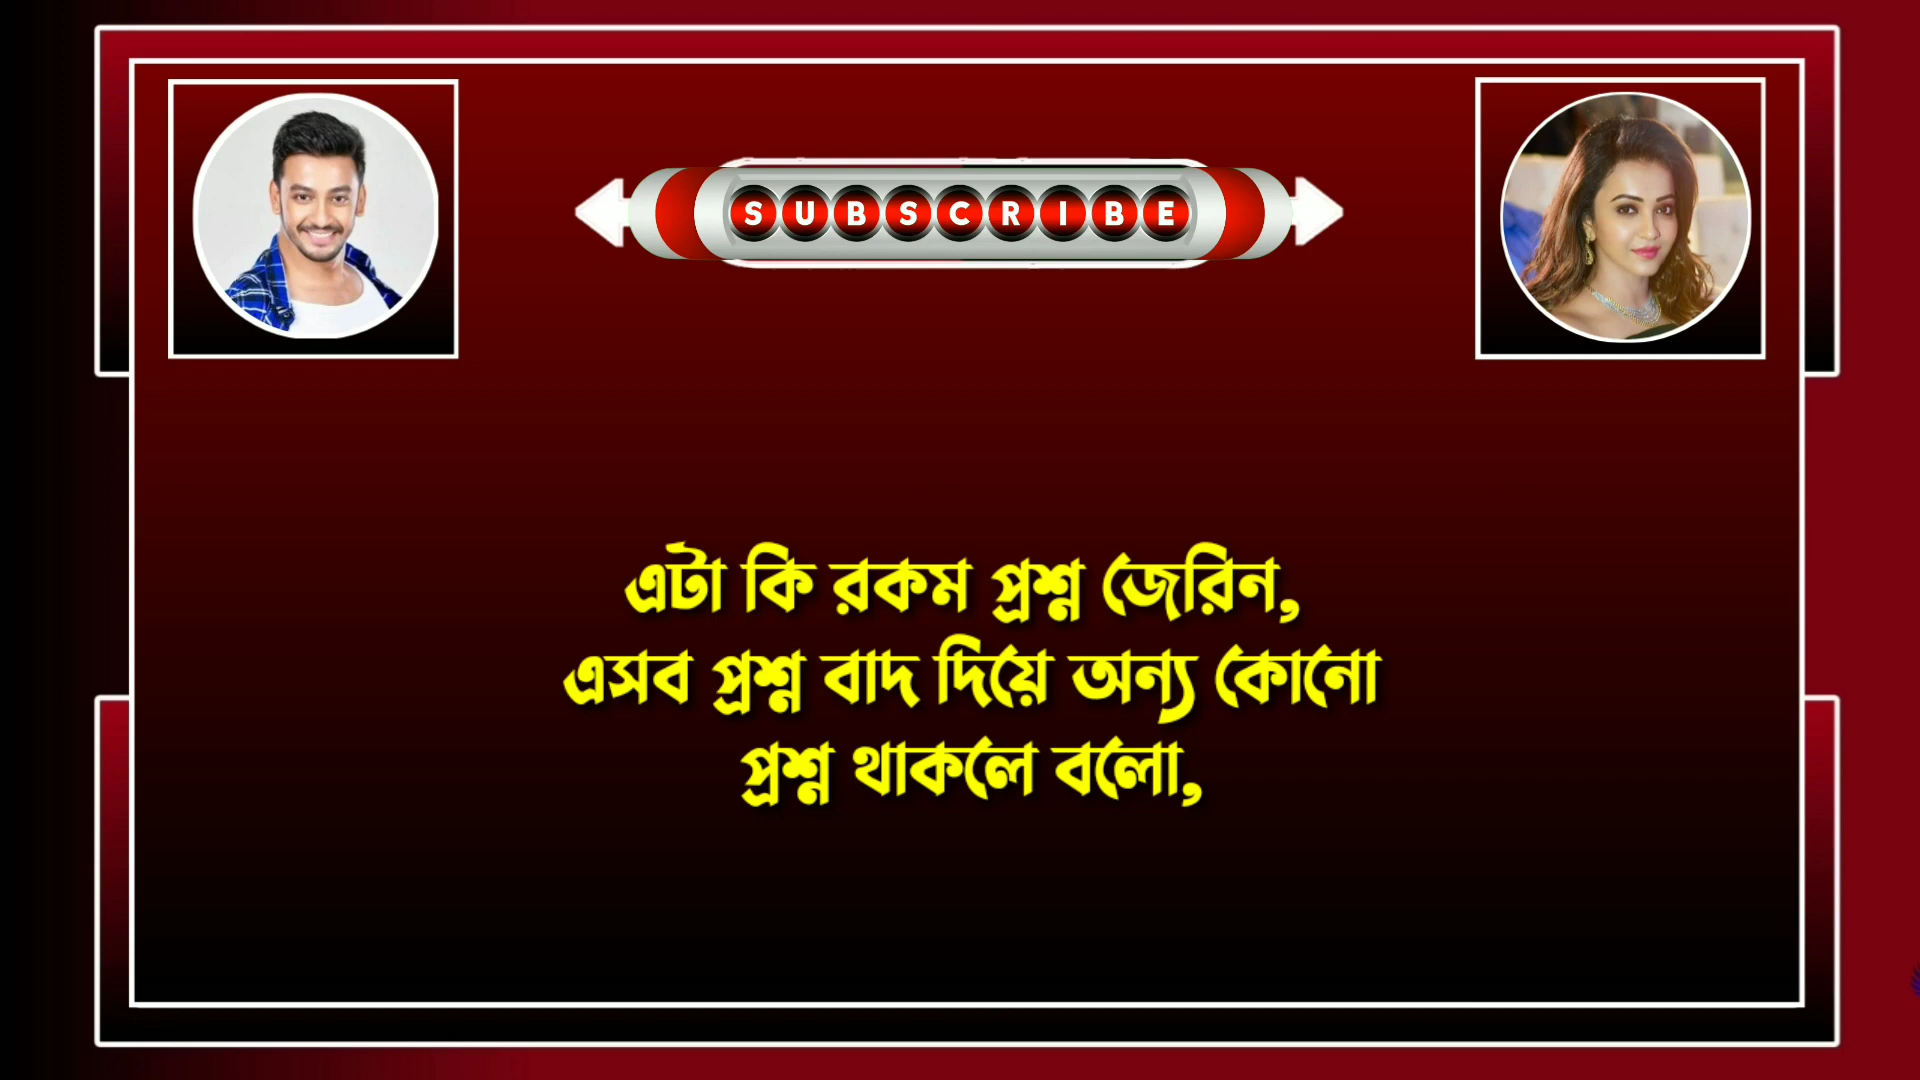 SUBSCRIBE
এটা কি রকম প্রশ্ন জেরিন,
এসব প্রশ্ন বাদ দিয়ে অন্য কোনো
প্রশ্ন থাকলে বলো,